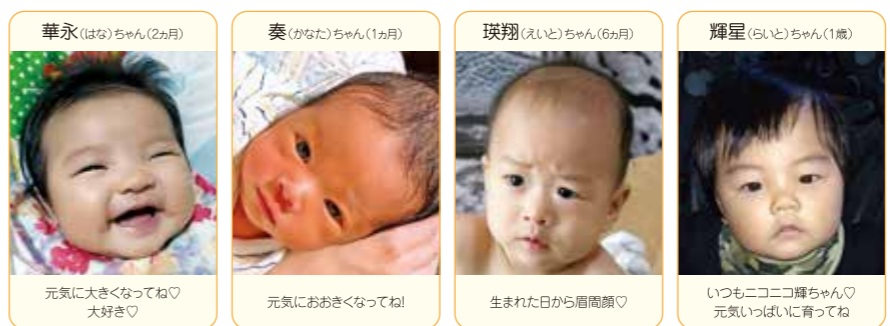 華永(はな)ちゃん(2ヵ月)
元気に大きくなってね♡
大好き♡
奏(かなた)ちゃん(1ヵ月)
元気におおきくなってね!
瑛翔(えいと)ちゃん(6ヵ月)
生まれた日から眉間顔♡
輝星(らいと)ちゃん(1歳)
いつもニコニコ輝ちゃん♡
元気いっぱいに育ってね